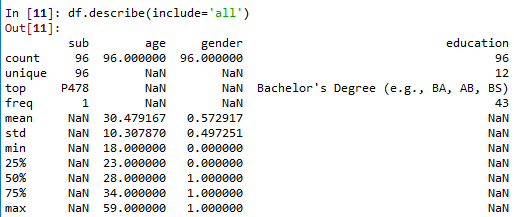 In [11]: df.describe(include='all')
Out[11]:
sub age gender education
count 96 96.000000 96.000000 96
unique 96 NaN NaN 12
top P478 NaN NaN Bachelor's Degree (e.g., BA, AB, BS)
freq 1 NaN NaN 43
mean NaN 30.479167 0.572917 NaN
std NaN 10.307870 0.497251 NaN
min NaN 18.000000 0.000000 NaN
25% NaN 23.000000 0.000000 NaN
50% NaN 28.000000 1.000000 NaN
75% NaN 34.000000 1.000000 NaN
max NaN 59.000000 1.000000 NaN